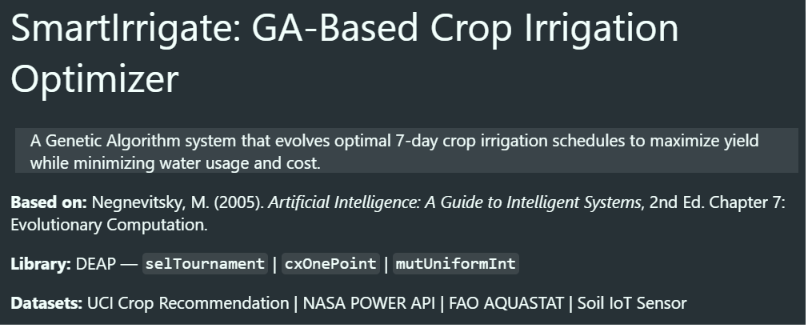 SmartIrrigate: GA-Based Crop Irrigation
Optimizer
A Genetic Algorithm system that evolves optimal 7-day crop irrigation schedules to maximize yield
while minimizing water usage and cost.
Based on: Negnevitsky, M. (2005). Artificial Intelligence: A Guide to Intelligent Systems, 2nd Ed. Chapter 7:
Evolutionary Computation.
Library: DEAP — selTournament | cxOnePoint | mutUniformInt
Datasets: UCI Crop Recommendation | NASA POWER API | FAO AQUASTAT | Soil IoT Sensor